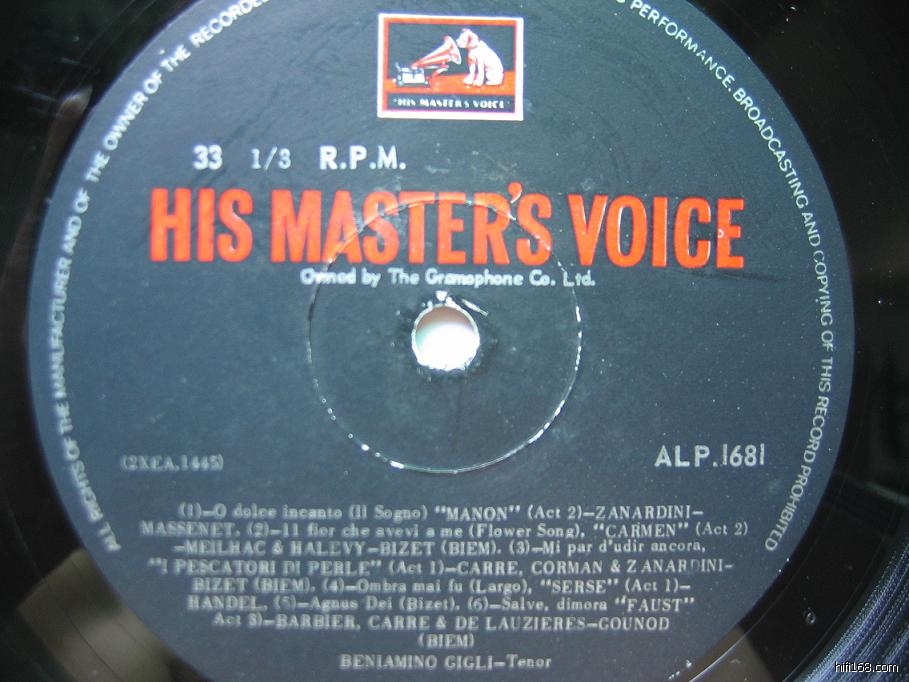 ALL RIGHTS OF THE MANUFACTURER AND OF THE OWNER OF THE RECORDED
PERFORMANCE, BROADCASTING AND COPYING OF THIS RECORD PROHIBITED
"HIS MASTER'S VOICE"
33 1/3 R.P.M.
HIS MASTER'S VOICE
Owned by The Gramophone Co. Ltd.
(2XEA.1445)
ALP.1681
(1)—O dolce incanto (Il Sogno) "MANON" (Act 2)—ZANARDINI—
MASSENET. (2)—Il fior che avevi a me (Flower Song), "CARMEN" (Act 2)
—MEILHAC & HALEVY—BIZET (BIEM). (3)—Mi par d'udir ancora,
"I PESCATORI DI PERLE" (Act 1)—CARRE, CORMAN & ZANARDINI—
BIZET (BIEM). (4)—Ombra mai fu (Largo), "SERSE" (Act 1)—
HANDEL. (5)—Agnus Dei (Bizet). (6)—Salve, dimora "FAUST"
Act 3)—BARBIER, CARRE & DE LAUZIERES—GOUNOD
(BIEM)
BENIAMINO GIGLI—Tenor
hifi168.com